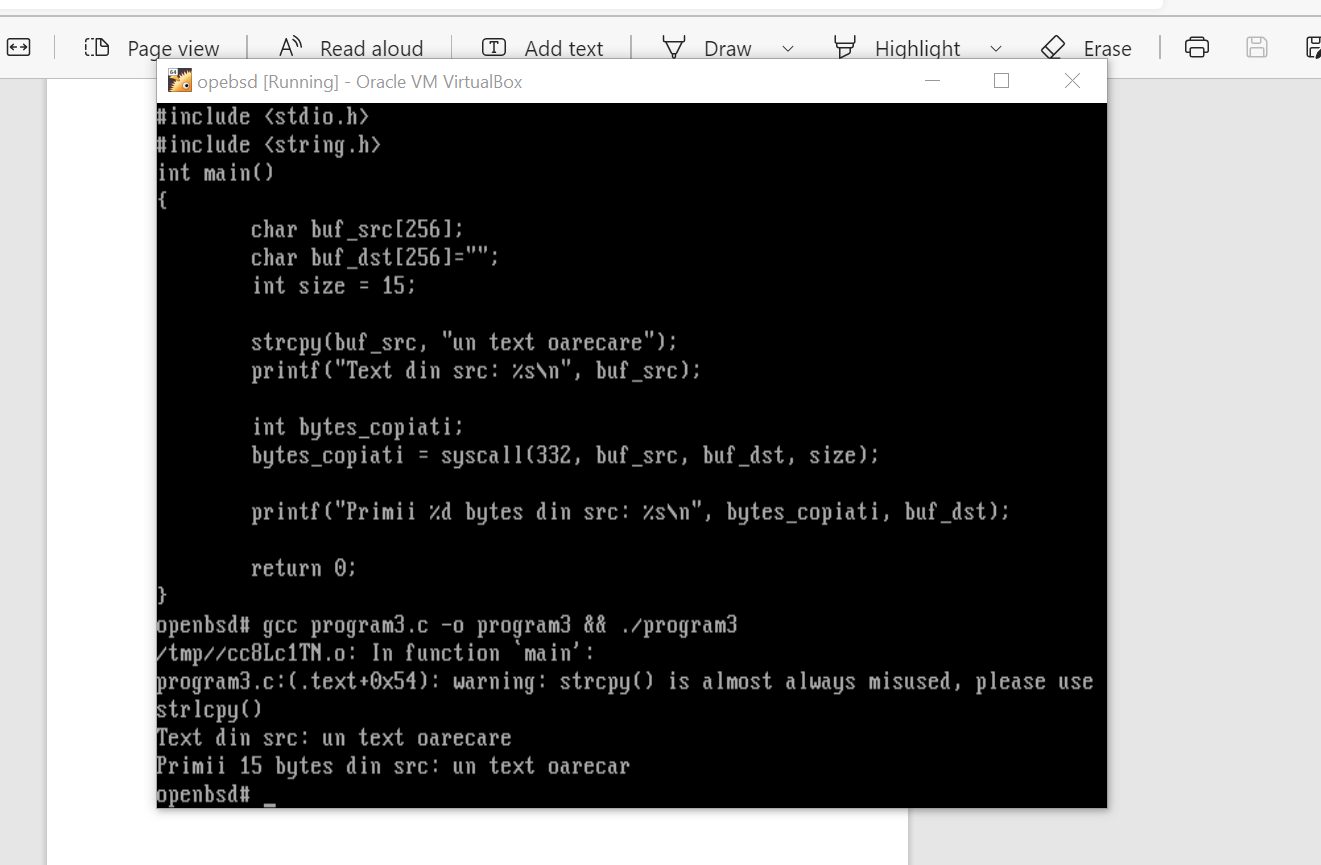 Page view Read aloud Add text Draw Highlight Erase
opebsd [Running] - Oracle VM VirtualBox
#include <stdio.h>
#include <string.h>
int main()
{
        char buf_src[256];
        char buf_dst[256]="";
        int size = 15;
        strcpy(buf_src, "un text oarecare");
        printf("Text din src: %s\n", buf_src);
        int bytes_copiati;
        bytes_copiati = syscall(332, buf_src, buf_dst, size);
        printf("Primii %d bytes din src: %s\n", bytes_copiati, buf_dst);
        return 0;
}
openbsd# gcc program3.c -o program3 && ./program3
/tmp//cc8Lc1TN.o: In function `main':
program3.c:(.text+0x54): warning: strcpy() is almost always misused, please use
strlcpy()
Text din src: un text oarecare
Primii 15 bytes din src: un text oarecar
openbsd# _